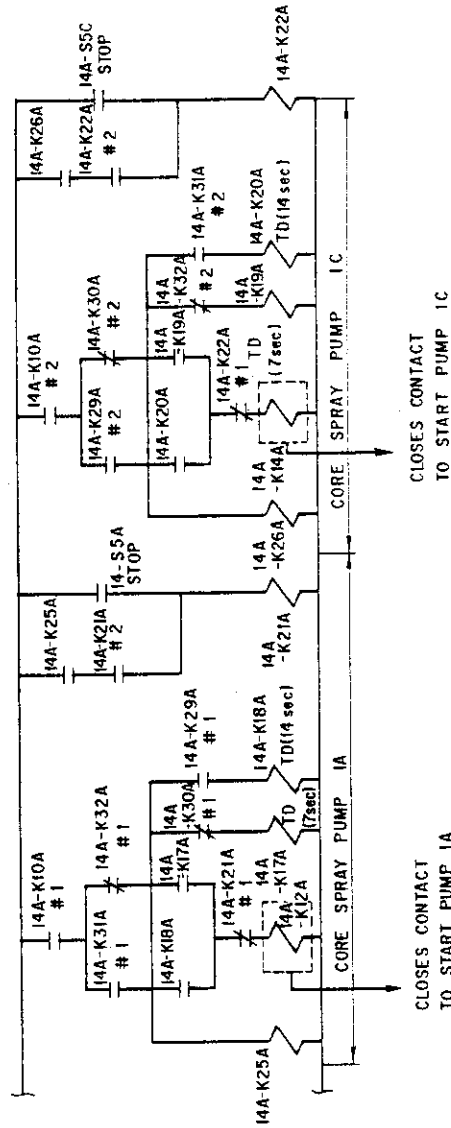 14A-K10A
#1
14A-K31A
#1
14A-K32A
#1
14A-K18A
14A
-K17A
14A-K21A
#1
14A-K25A
14A
-K17A
14A
-K12A
14A
-K30A
#1
TD
(7sec)
14A-K29A
#1
14A-K18A
TD(14 sec)
CORE SPRAY PUMP 1A
CLOSES CONTACT
TO START PUMP 1A
14A-K25A
14A-K21A
#2
14-S5A
STOP
14A
-K21A
14A-K10A
#2
14A-K29A
#2
14A-K30A
#2
14A-K20A
14A
-K19A
14A-K22A
#1
14A
-K26A
14A
-K14A
TD
(7sec)
14A
-K32A
#2
14A
-K19A
14A-K31A
#2
14A-K20A
TD(14 sec)
CORE SPRAY PUMP 1C
CLOSES CONTACT
TO START PUMP 1C
14A-K26A
14A-K22A
#2
14A-S5C
STOP
14A-K22A